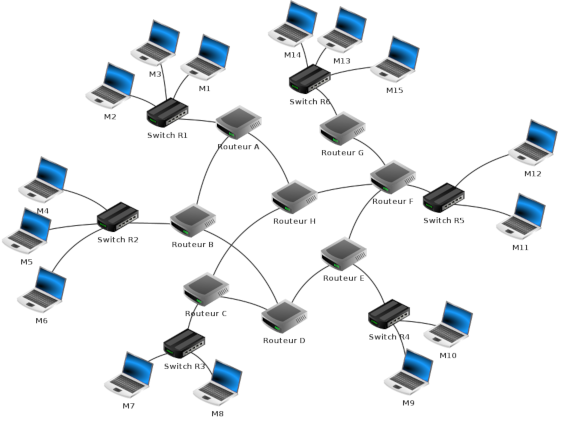 M14
M13
M15
M3
M1
M2
Switch R6
Switch R1
Routeur A
Routeur G
M12
M4
Routeur F
Switch R5
Routeur H
Switch R2
Routeur B
M5
M11
M6
Routeur E
Routeur C
Routeur D
Switch R4
M10
Switch R3
M7
M8
M9